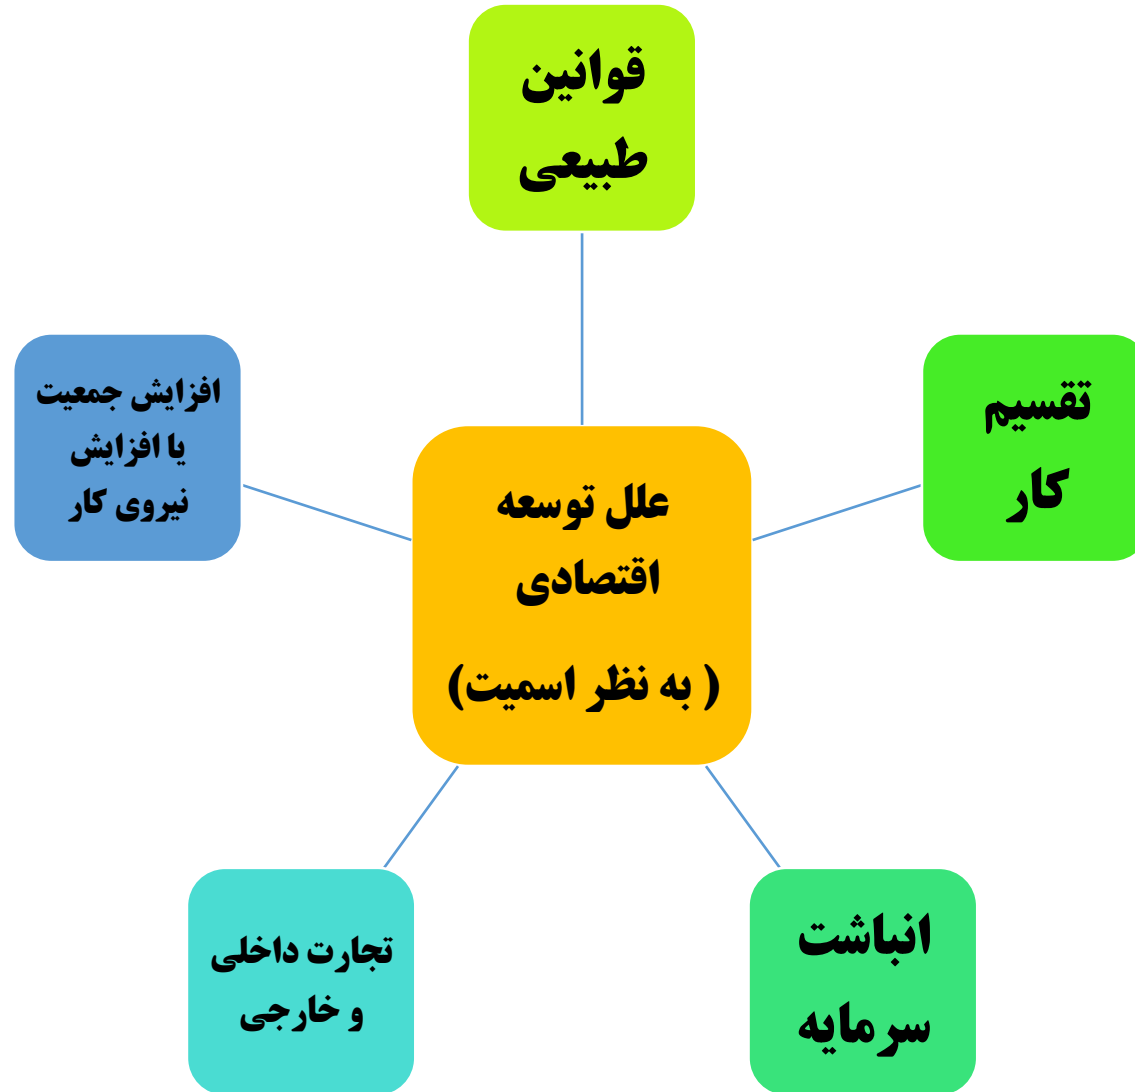 قوانین
طبیعی
تقسیم
کار
انباشت
سرمایه
تجارت داخلی
و خارجی
افزایش جمعیت
یا افزایش
نیروی کار
علل توسعه
اقتصادی
( به نظر اسمیت)